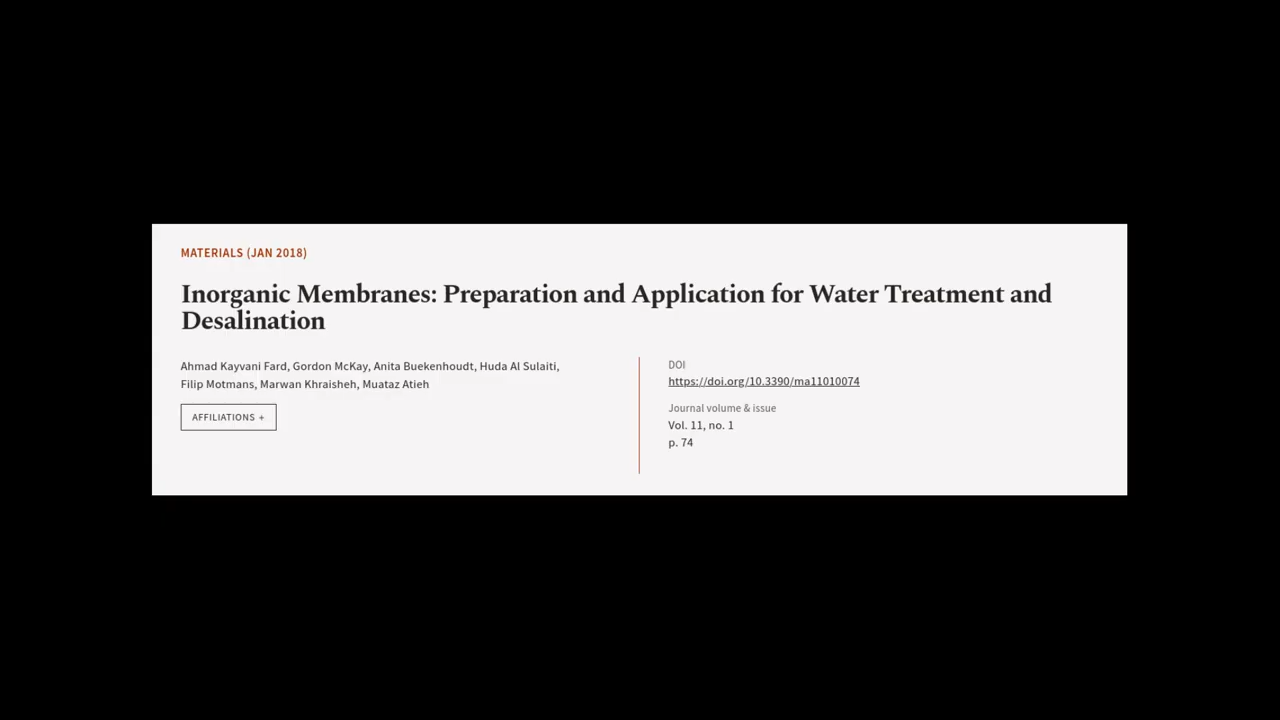 MATERIALS (JAN 2018)
Inorganic Membranes: Preparation and Application for Water Treatment and
Desalination
Ahmad Kayvani Fard, Gordon McKay, Anita Buekenhoudt, Huda Al Sulaiti,
Filip Motmans, Marwan Khraisheh, Muataz Atieh
AFFILIATIONS +
DOI
https://doi.org/10.3390/ma11010074
Journal volume & issue
Vol. 11, no. 1
p. 74